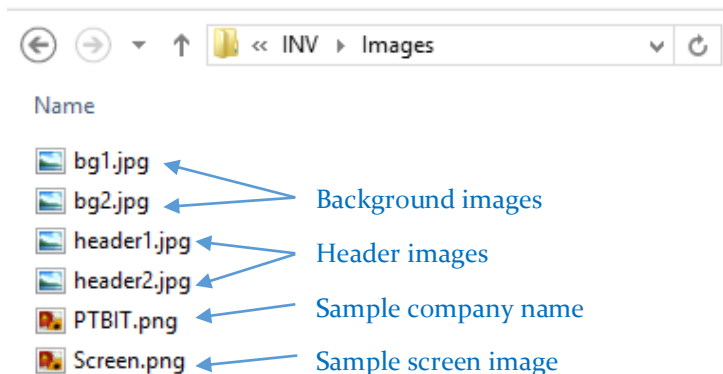 « INV Images
Name
bg1.jpg
bg2.jpg
Background images
header1.jpg
Header images
header2.jpg
PTBIT.png
Sample company name
Screen.png
Sample screen image